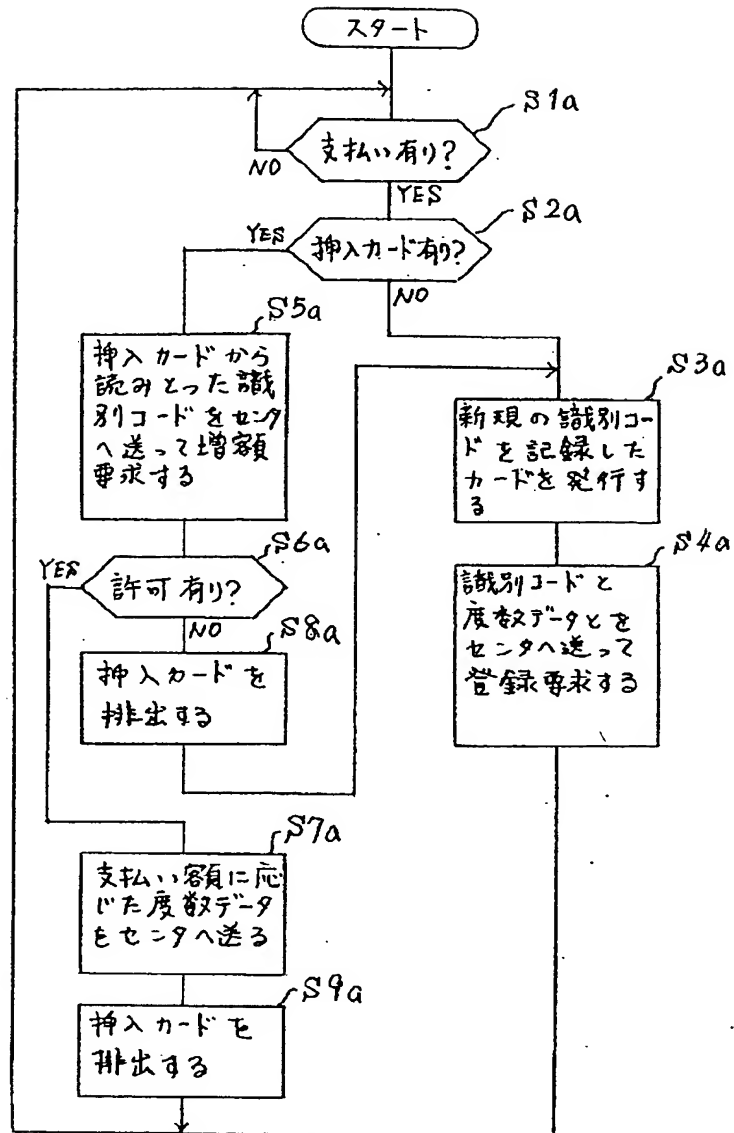 スタート
S1a
支払い有り?
NO
YES
S2a
挿入カード有り?
YES
NO
S5a
挿入カードから
読みとった識
別コードをセンタ
へ送って増額
要求する
S3a
新規の識別コー
ドを記録した
カードを発行す
る
S6a
許可有り?
YES
NO
S4a
識別コードと
度数データとを
センタへ送って
登録要求する
S8a
挿入カードを
排出する
S7a
支払い額に応
じた度数データ
をセンタへ送る
S9a
挿入カードを
排出する